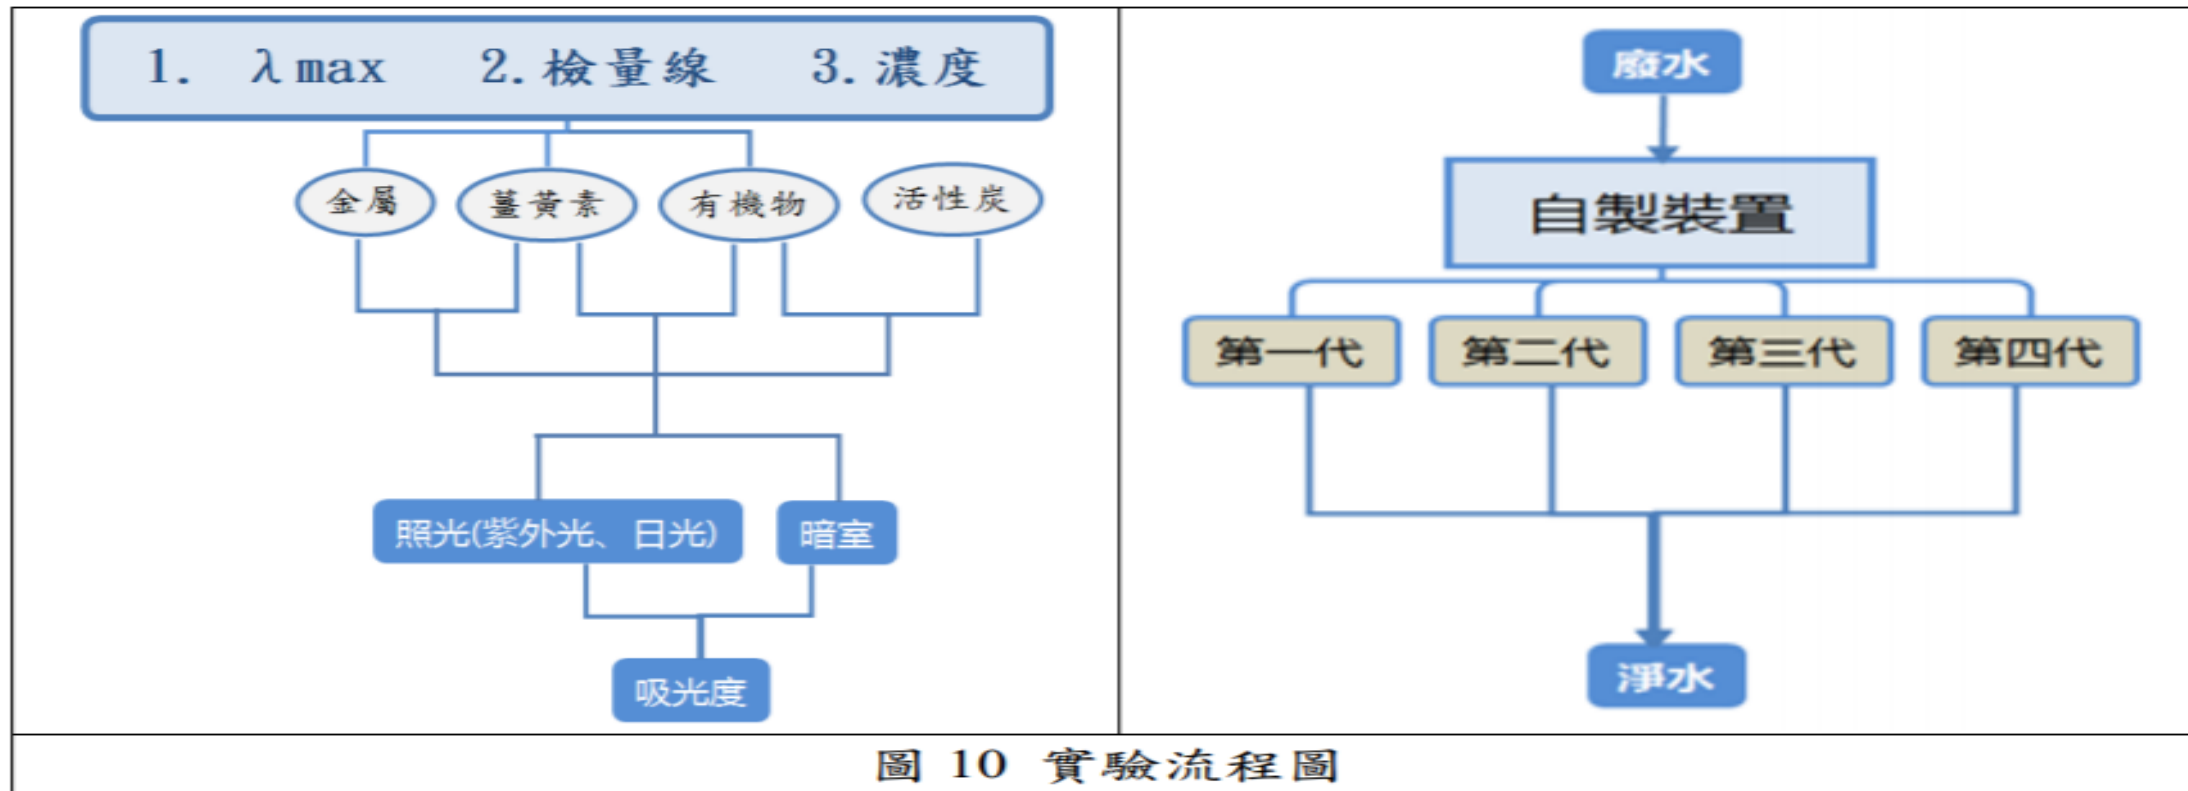 1. λmax 2.檢量線 3.濃度
金屬 薑黃素 有機物 活性炭
照光(紫外光、日光) 暗室
吸光度
廢水
自製裝置
第一代 第二代 第三代 第四代
淨水
圖 10 實驗流程圖